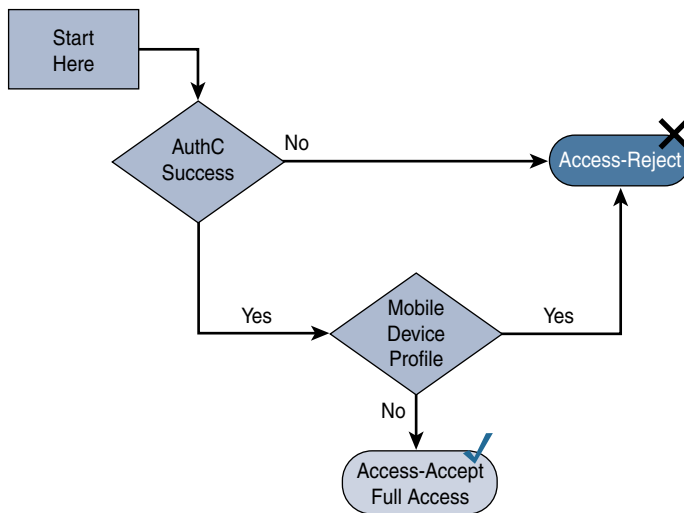 Start
Here
AuthC
Success
No
Access-Reject
Yes
Mobile
Device
Profile
Yes
No
Access-Accept
Full Access